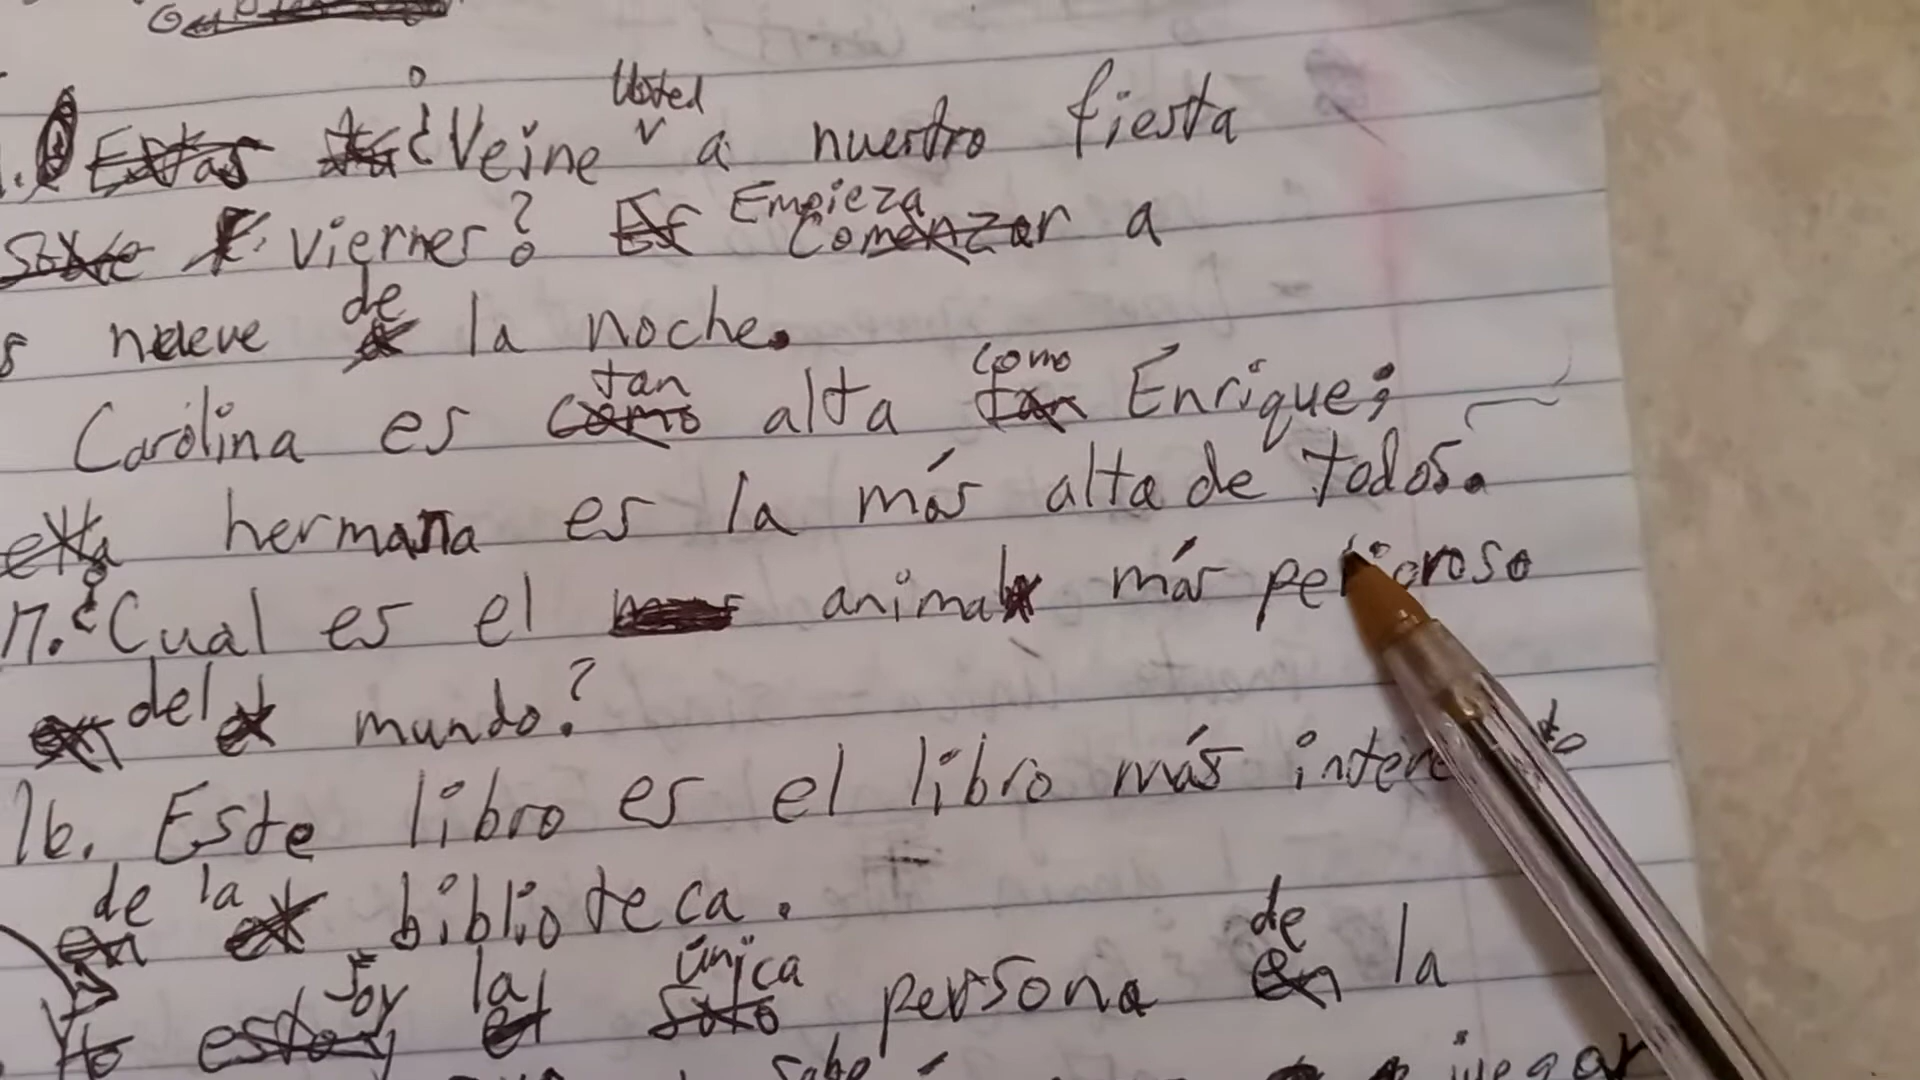 ¿Veine Usted a nuestro fiesta
viernes? Empieza a
s nueve de la noche.
Carolina es tan alta como Enrique;
hermana es la más alta de todos.
17. ¿Cual es el animal más peligroso
del mundo?
16. Este libro es el libro más
de la biblioteca.
soy la única persona de la
jugar